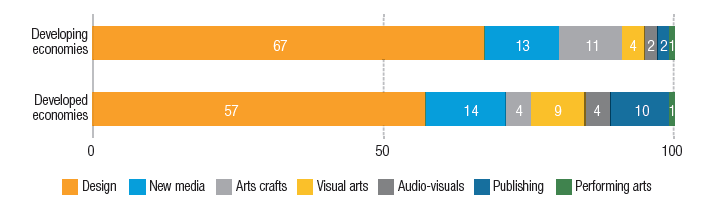 Developing
economies
67 13 11 4 2 2 1
Developed
economies
57 14 4 9 4 10 1
0 50 100
Design New media Arts crafts Visual arts Audio-visuals Publishing Performing arts